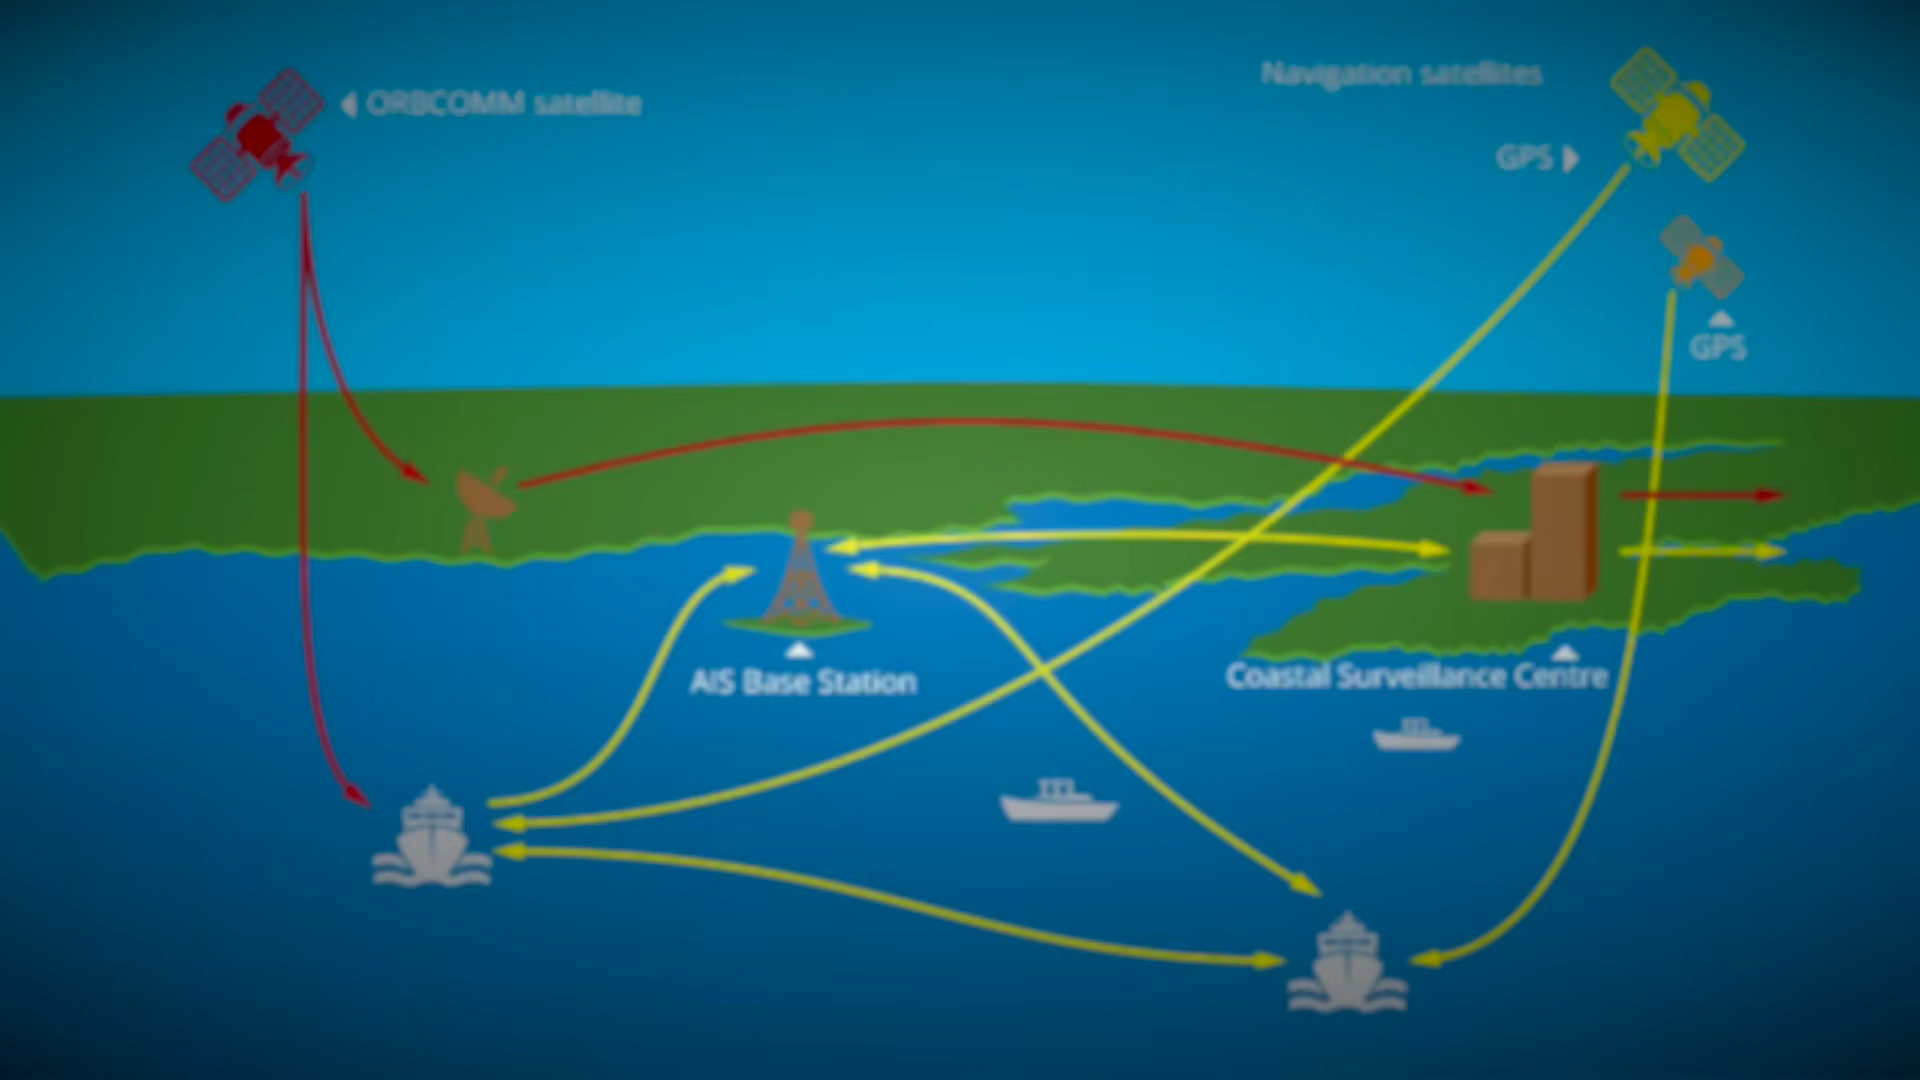 ORBCOMM satellite
Navigation satellites
GPS
GPS
AIS Base Station
Coastal Surveillance Centre